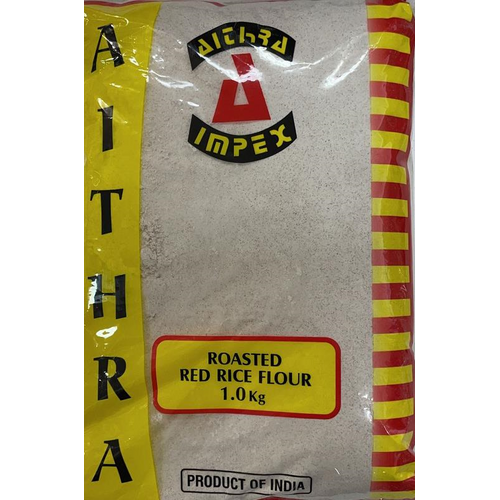 AITHRA
AITHRA
IMPEX
ROASTED
RED RICE FLOUR
1.0 Kg
PRODUCT OF INDIA